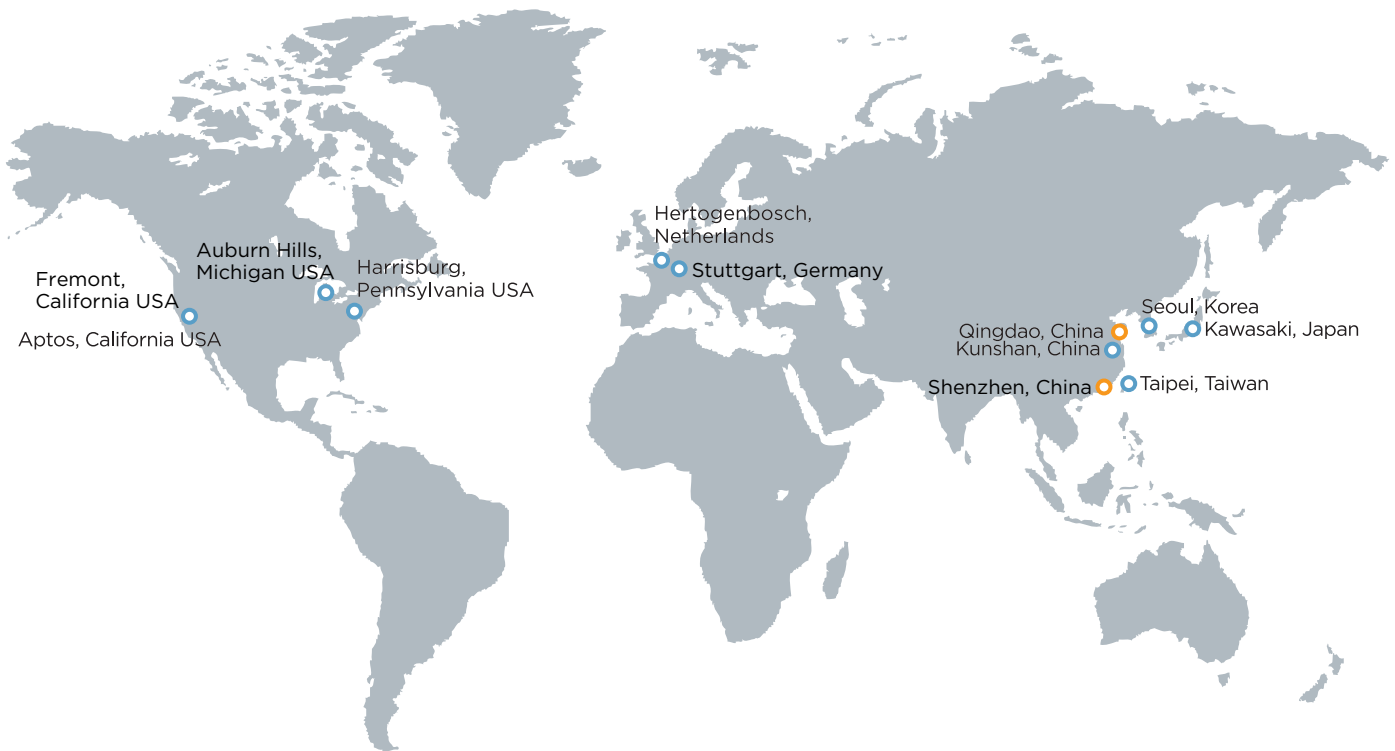 Hertogenbosch,
Netherlands
Auburn Hills,
Michigan USA
Harrisburg,
Pennsylvania USA
Stuttgart, Germany
Fremont,
California USA
Aptos, California USA
Seoul, Korea
Qingdao, China
Kawasaki, Japan
Kunshan, China
Shenzhen, China
Taipei, Taiwan